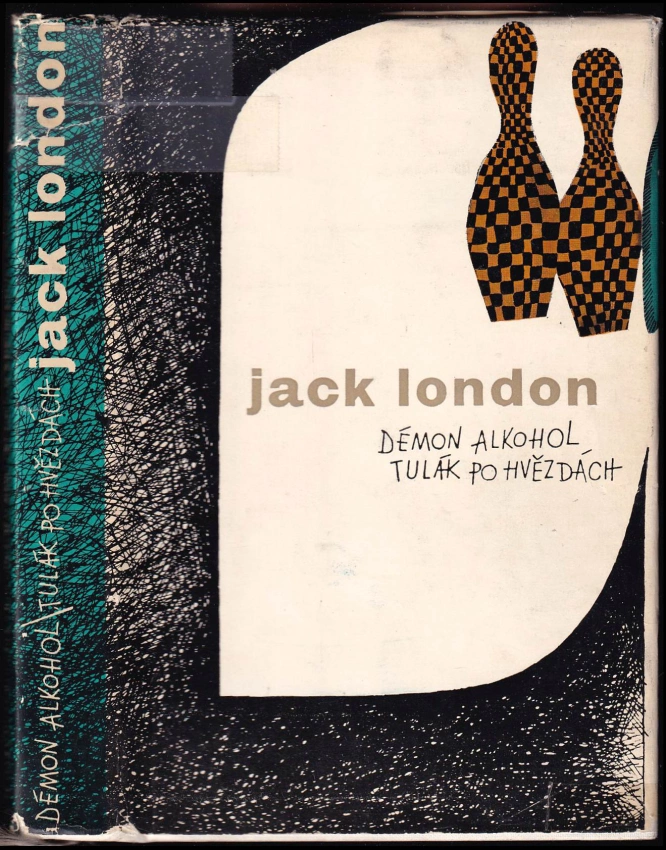 jack london
DÉMON ALKOHOL\TULÁK PO HVĚZDÁCH
jack london
DÉMON ALKOHOL
TULÁK PO HVĚZDÁCH